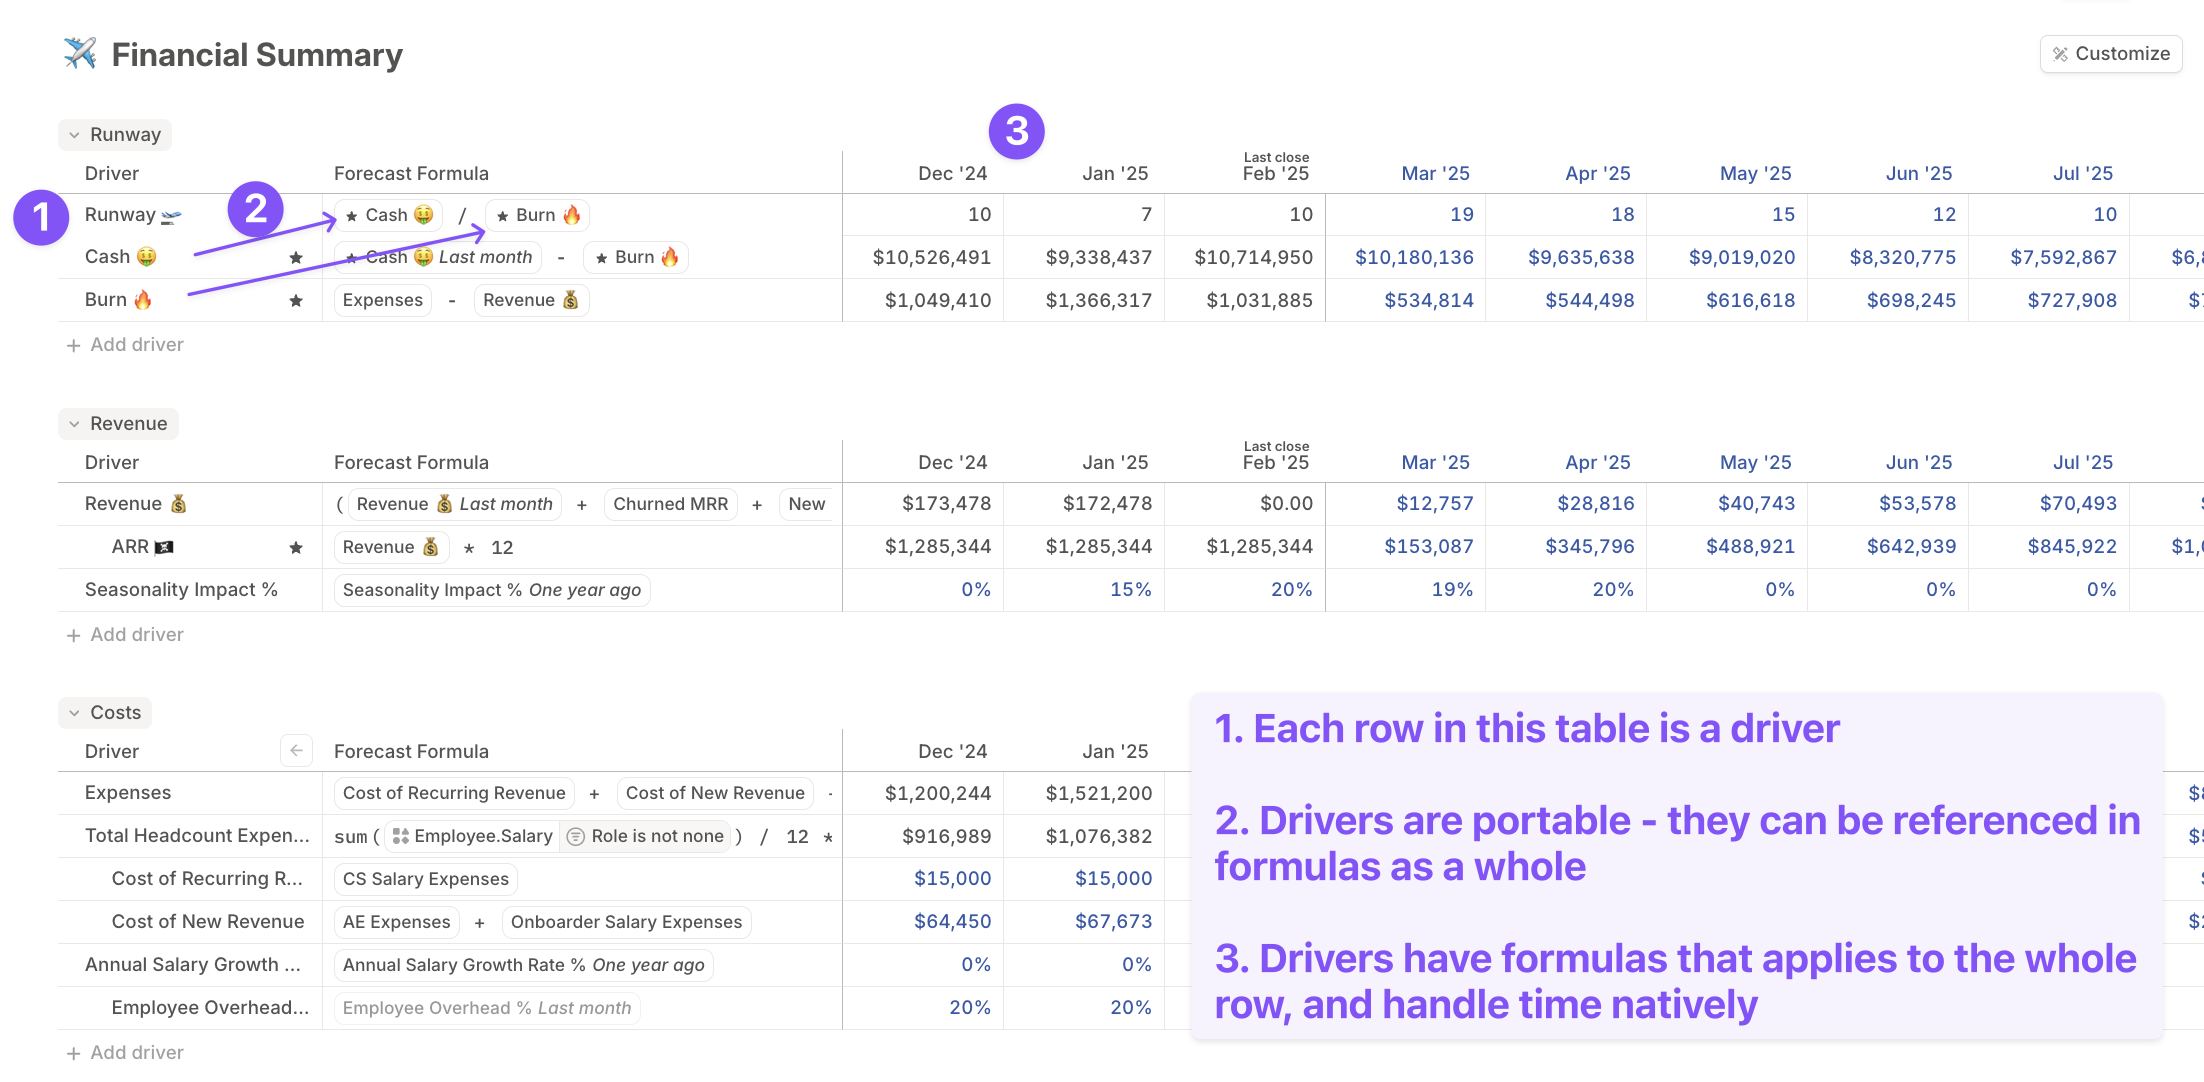 ✈️ Financial Summary
Customize
Runway
3
Driver Forecast Formula Dec '24 Jan '25 Last close Feb '25 Mar '25 Apr '25 May '25 Jun '25 Jul '25
1
2
Runway 🛫 ★ Cash 🤑 / ★ Burn 🔥 10 7 10 19 18 15 12 10
Cash 🤑 ★ ★ Cash 🤑 Last month - ★ Burn 🔥 $10,526,491 $9,338,437 $10,714,950 $10,180,136 $9,635,638 $9,019,020 $8,320,775 $7,592,867
Burn 🔥 ★ Expenses - Revenue 💰 $1,049,410 $1,366,317 $1,031,885 $534,814 $544,498 $616,618 $698,245 $727,908
+ Add driver
Revenue
Driver Forecast Formula Dec '24 Jan '25 Last close Feb '25 Mar '25 Apr '25 May '25 Jun '25 Jul '25
Revenue 💰 ( Revenue 💰 Last month + Churned MRR + New $173,478 $172,478 $0.00 $12,757 $28,816 $40,743 $53,578 $70,493
ARR 🏴‍☠️ ★ Revenue 💰 * 12 $1,285,344 $1,285,344 $1,285,344 $153,087 $345,796 $488,921 $642,939 $845,922
Seasonality Impact % Seasonality Impact % One year ago 0% 15% 20% 19% 20% 0% 0% 0%
+ Add driver
Costs
Driver ← Forecast Formula Dec '24 Jan '25
Expenses Cost of Recurring Revenue + Cost of New Revenue $1,200,244 $1,521,200
Total Headcount Expen... sum ( Employee.Salary Role is not none ) / 12 * $916,989 $1,076,382
Cost of Recurring R... CS Salary Expenses $15,000 $15,000
Cost of New Revenue AE Expenses + Onboarder Salary Expenses $64,450 $67,673
Annual Salary Growth ... Annual Salary Growth Rate % One year ago 0% 0%
Employee Overhead... Employee Overhead % Last month 20% 20%
+ Add driver
1. Each row in this table is a driver
2. Drivers are portable - they can be referenced in
formulas as a whole
3. Drivers have formulas that applies to the whole
row, and handle time natively